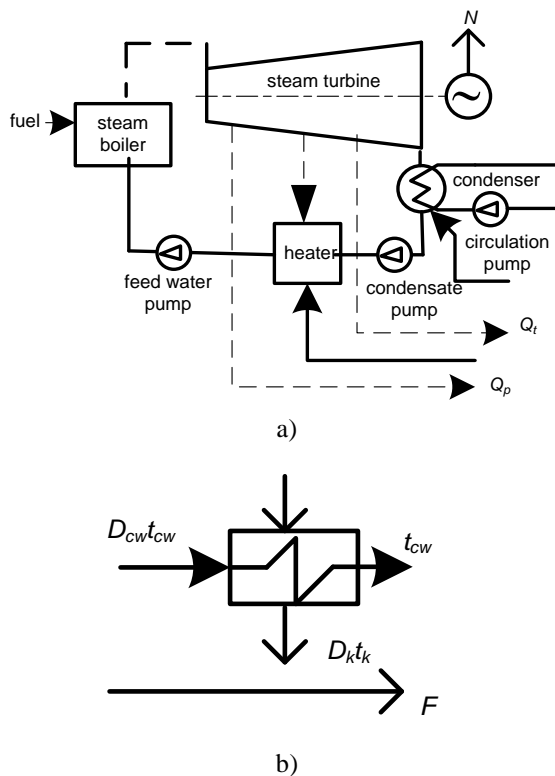 N
steam turbine
fuel
steam
boiler
condenser
heater
circulation
pump
feed water
pump
condensate
pump
Qt
Qp
a)
Dcwtcw
tcw
Dktk
F
b)